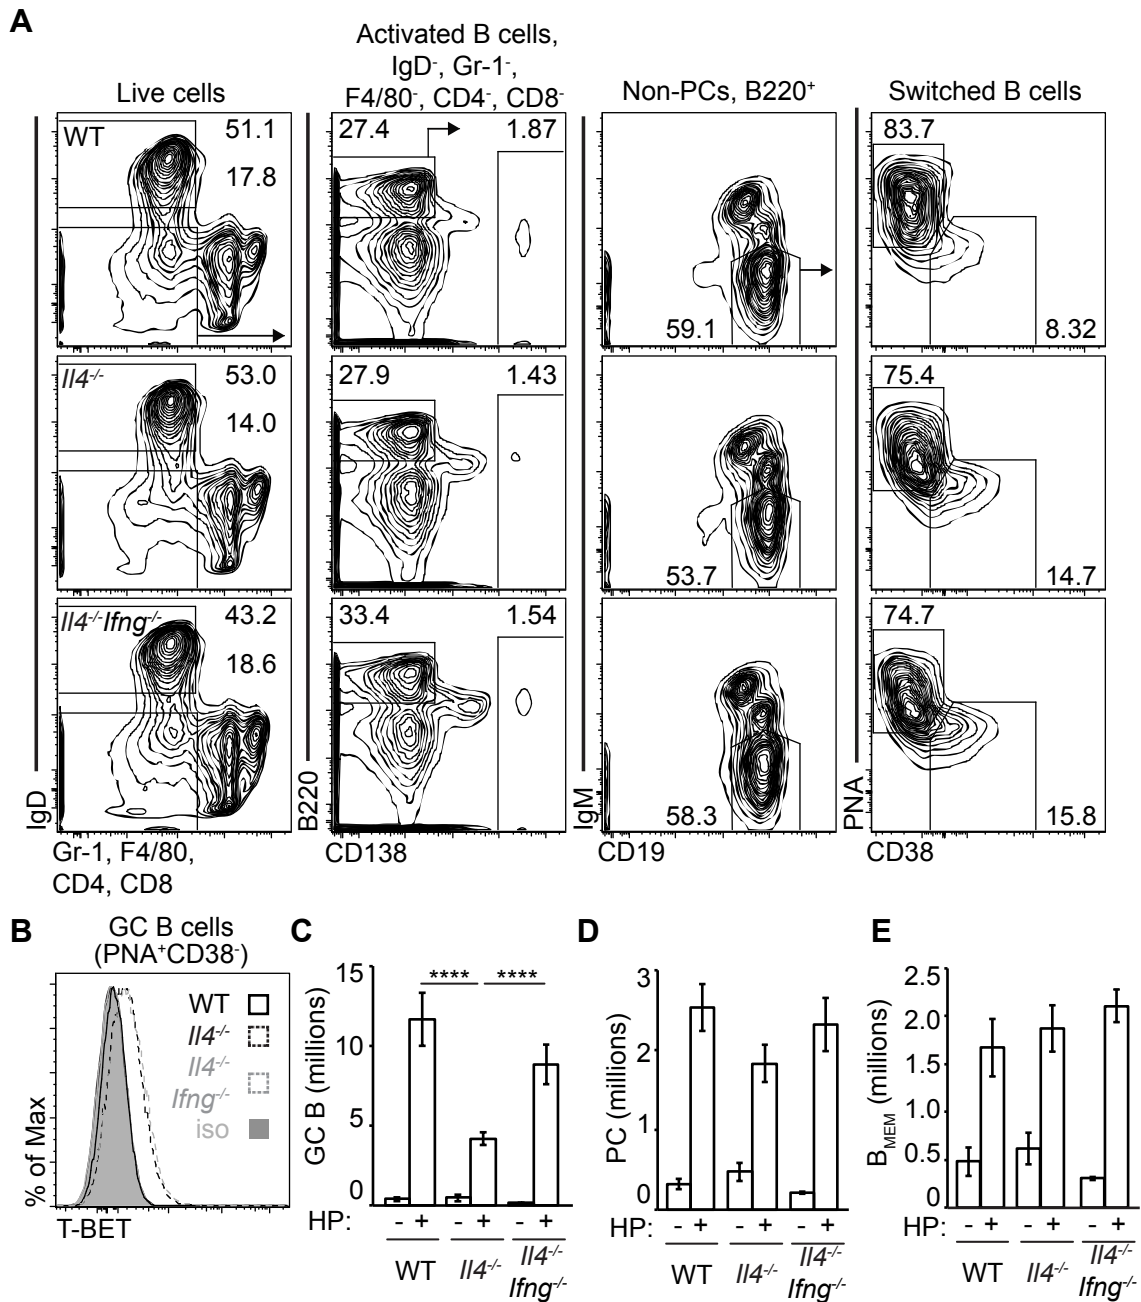 A
Live cells
Activated B cells,
IgD-, Gr-1-,
F4/80-, CD4-, CD8-
Non-PCs, B220+
Switched B cells
WT
51.1
17.8
27.4
1.87
59.1
83.7
8.32
Il4-/-
53.0
14.0
27.9
1.43
53.7
75.4
14.7
Il4-/-Ifng-/-
43.2
18.6
33.4
1.54
58.3
74.7
15.8
IgD
B220
IgM
PNA
Gr-1, F4/80,
CD4, CD8
CD138
CD19
CD38
B
GC B cells
(PNA+CD38-)
WT
Il4-/-
Il4-/-
Ifng-/-
iso
% of Max
T-BET
C
GC B (millions)
15
10
5
0
****
****
HP: - + - + - +
WT
Il4-/-
Il4-/-
Ifng-/-
D
PC (millions)
3
2
1
0
HP: - + - + - +
WT
Il4-/-
Il4-/-
Ifng-/-
E
BMEM (millions)
2.5
2.0
1.5
1.0
0.5
0
HP: - + - + - +
WT
Il4-/-
Il4-/-
Ifng-/-